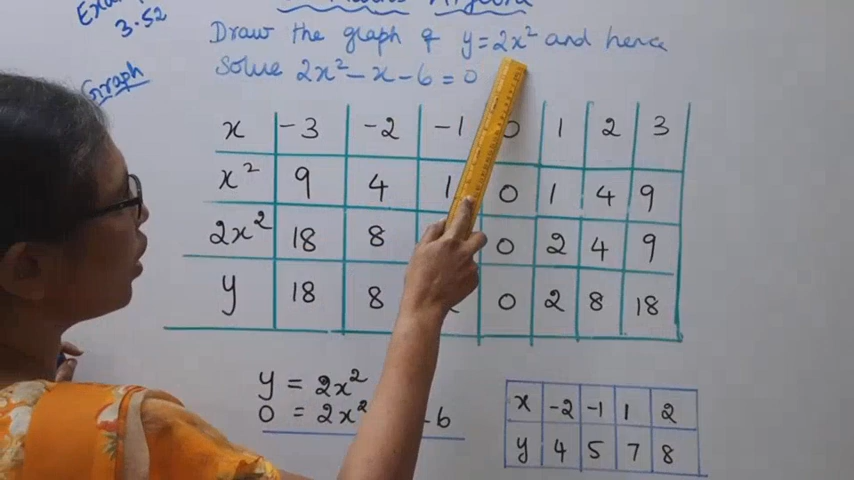 Algebra
3.52
Draw the graph of y = 2x² and hence
Graph
Solve 2x² - x - 6 = 0
x -3 -2 -1 0 1 2 3
x² 9 4 1 0 1 4 9
2x² 18 8 0 2 4 9
y 18 8 0 2 8 18
y = 2x²
0 = 2x² -6
x -2 -1 1 2
y 4 5 7 8